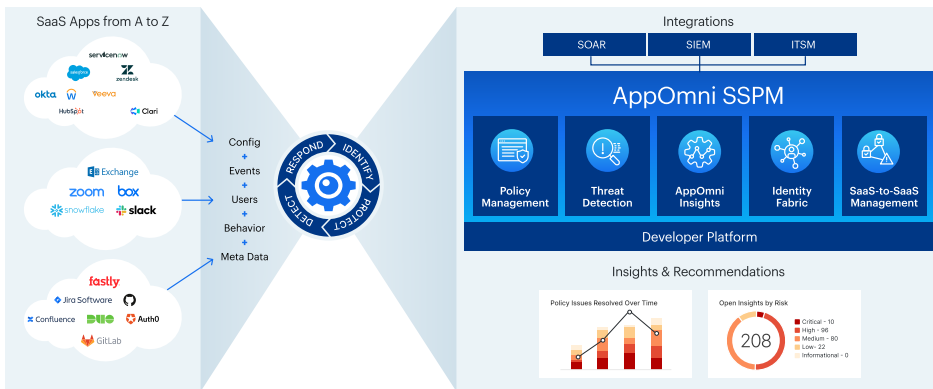 SaaS Apps from A to Z
servicenow
salesforce
zendesk
okta
w
veeva
HubSpot
Clari
Exchange
zoom
box
snowflake
slack
fastly
Jira Software
Confluence
DUO
Auth0
GitLab
Config
+
Events
+
Users
+
Behavior
+
Meta Data
RESPOND
IDENTIFY
DETECT
PROTECT
Integrations
SOAR
SIEM
ITSM
AppOmni SSPM
Policy
Management
Threat
Detection
AppOmni
Insights
Identity
Fabric
SaaS-to-SaaS
Management
Developer Platform
Insights & Recommendations
Policy Issues Resolved Over Time
Open Insights by Risk
208
Critical - 10
High - 96
Medium - 80
Low- 22
Informational - 0